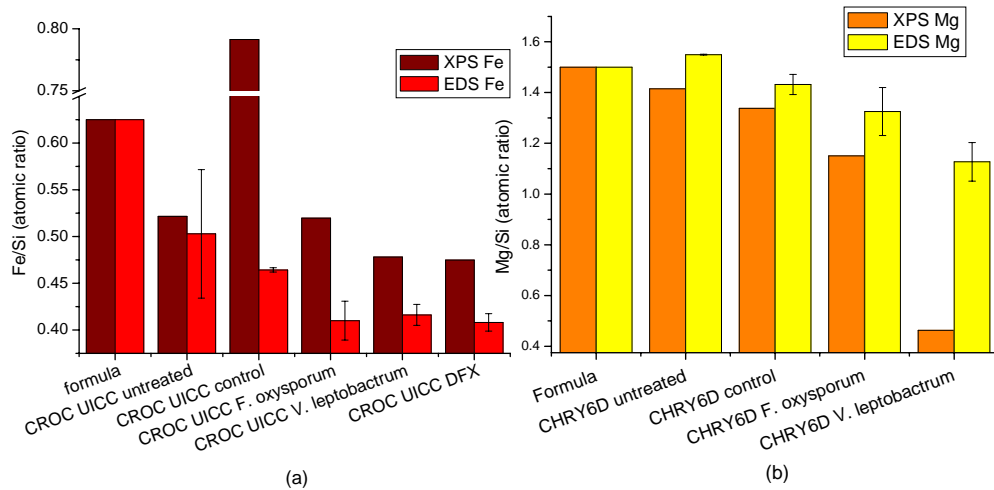 0.80
0.75
0.60
0.55
0.50
0.45
0.40
Fe/Si (atomic ratio)
XPS Fe
EDS Fe
formula
CROC UICC untreated
CROC UICC control
CROC UICC F. oxysporum
CROC UICC V. leptobactrum
CROC UICC DFX
(a)
1.6
1.4
1.2
1.0
0.8
0.6
0.4
Mg/Si (atomic ratio)
XPS Mg
EDS Mg
Formula
CHRY6D untreated
CHRY6D control
CHRY6D F. oxysporum
CHRY6D V. leptobactrum
(b)